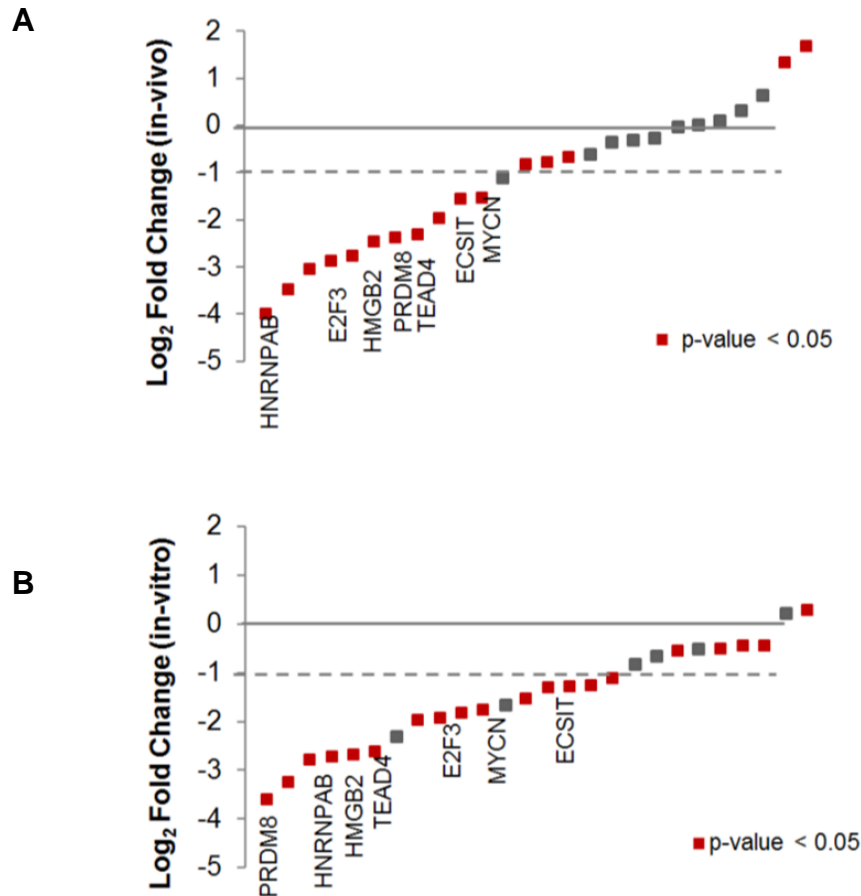 A
Log2 Fold Change (in-vivo)
2
1
0
-1
-2
-3
-4
-5
HNRNPAB
E2F3
HMGB2
PRDM8
TEAD4
ECSIT
MYCN
p-value < 0.05
B
Log2 Fold Change (in-vitro)
2
1
0
-1
-2
-3
-4
-5
PRDM8
HNRNPAB
HMGB2
TEAD4
E2F3
MYCN
ECSIT
p-value < 0.05